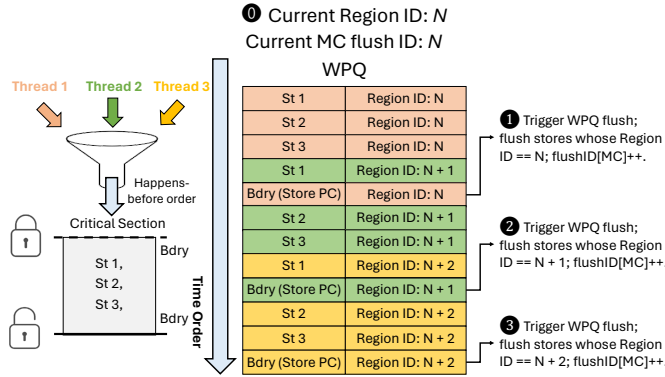 0 Current Region ID: N
Current MC flush ID: N
WPQ
Thread 1
Thread 2
Thread 3
Happens-
before order
Critical Section
Bdry
St 1,
St 2,
St 3,
Bdry
Time Order
St 1 Region ID: N
St 2 Region ID: N
St 3 Region ID: N
St 1 Region ID: N + 1
Bdry (Store PC) Region ID: N
St 2 Region ID: N + 1
St 3 Region ID: N + 1
St 1 Region ID: N + 2
Bdry (Store PC) Region ID: N + 1
St 2 Region ID: N + 2
St 3 Region ID: N + 2
Bdry (Store PC) Region ID: N + 2
1 Trigger WPQ flush;
flush stores whose Region
ID == N; flushID[MC]++.
2 Trigger WPQ flush;
flush stores whose Region
ID == N + 1; flushID[MC]++.
3 Trigger WPQ flush;
flush stores whose Region
ID == N + 2; flushID[MC]++.